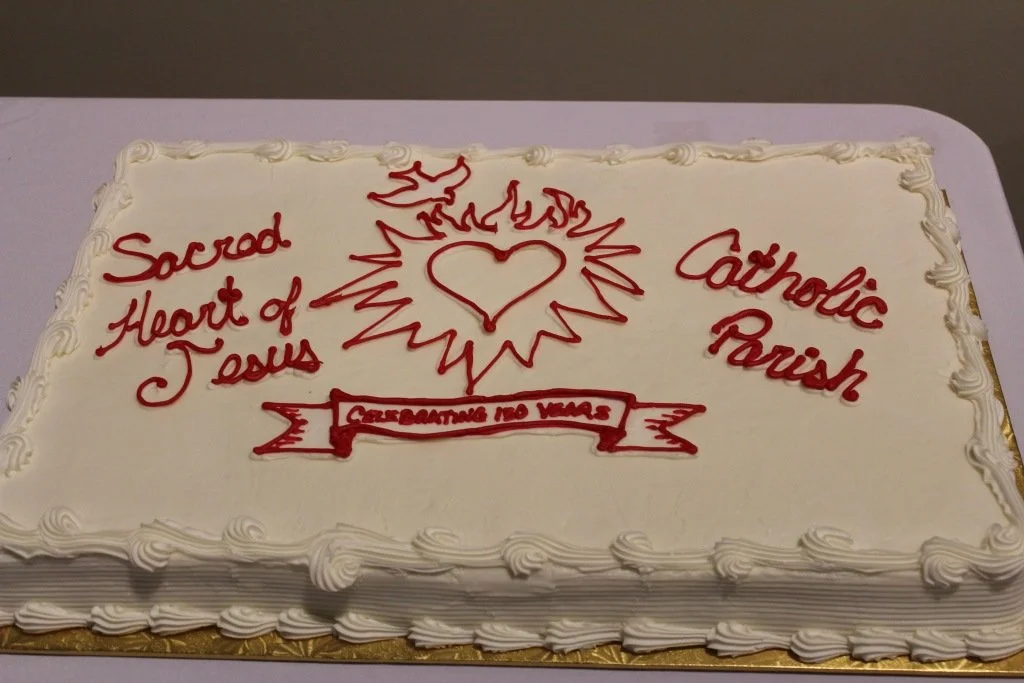 Sacred
Heart of
Jesus
Catholic
Parish
CELEBRATING 150 YEARS